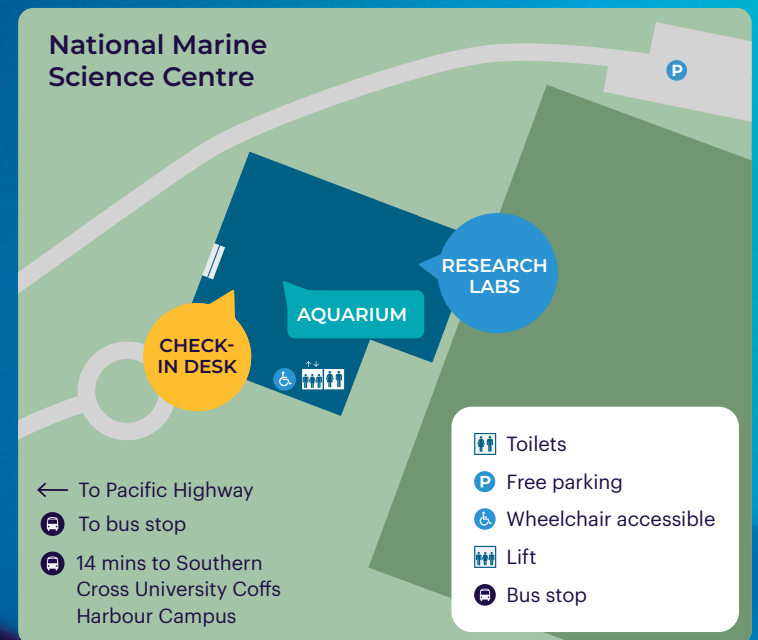 National Marine
Science Centre
P
RESEARCH
LABS
AQUARIUM
CHECK-
IN DESK
← To Pacific Highway
To bus stop
14 mins to Southern
Cross University Coffs
Harbour Campus
Toilets
P Free parking
Wheelchair accessible
Lift
Bus stop